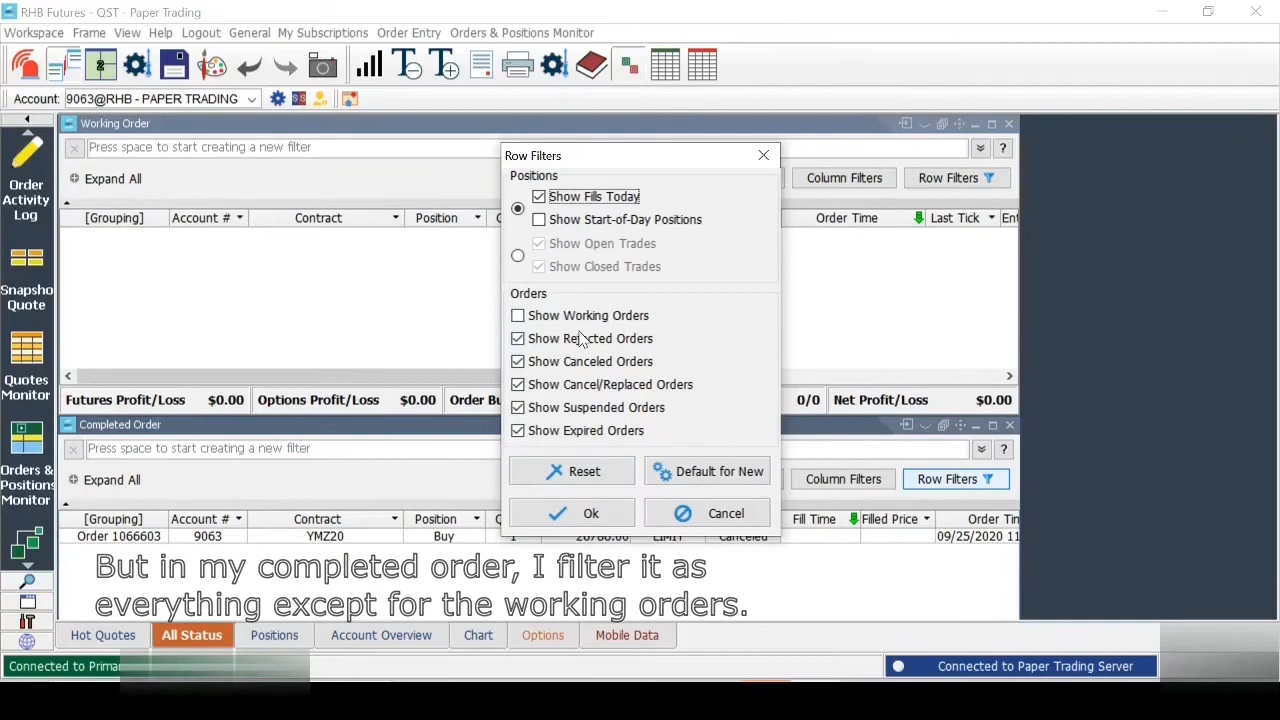 RHB Futures - QST - Paper Trading
Workspace Frame View Help Logout General My Subscriptions Order Entry Orders & Positions Monitor
Account: 9063@RHB - PAPER TRADING
Order
Activity
Log
Quote
Quotes
Monitor
Orders &
Positions
Monitor
Working Order
Press space to start creating a new filter
Expand All Column Filters Row Filters
[Grouping] Account # Contract Position Order Time Last Tick
Futures Profit/Loss $0.00 Options Profit/Loss $0.00 0/0 Net Profit/Loss $0.00
Row Filters
Positions
Show Fills Today
Show Start-of-Day Positions
Show Open Trades
Show Closed Trades
Orders
Show Working Orders
Show Rejected Orders
Show Canceled Orders
Show Cancel/Replaced Orders
Show Suspended Orders
Show Expired Orders
Reset Default for New
Ok Cancel
Completed Order
Press space to start creating a new filter
Expand All Column Filters Row Filters
[Grouping] Account # Contract Position Fill Time Filled Price
Order 1066603 9063 YMZ20 Buy 1 LIMIT Canceled 09/25/2020
But in my completed order, I filter it as
everything except for the working orders.
Hot Quotes All Status Positions Account Overview Chart Options Mobile Data
Connected to Connected to Paper Trading Server